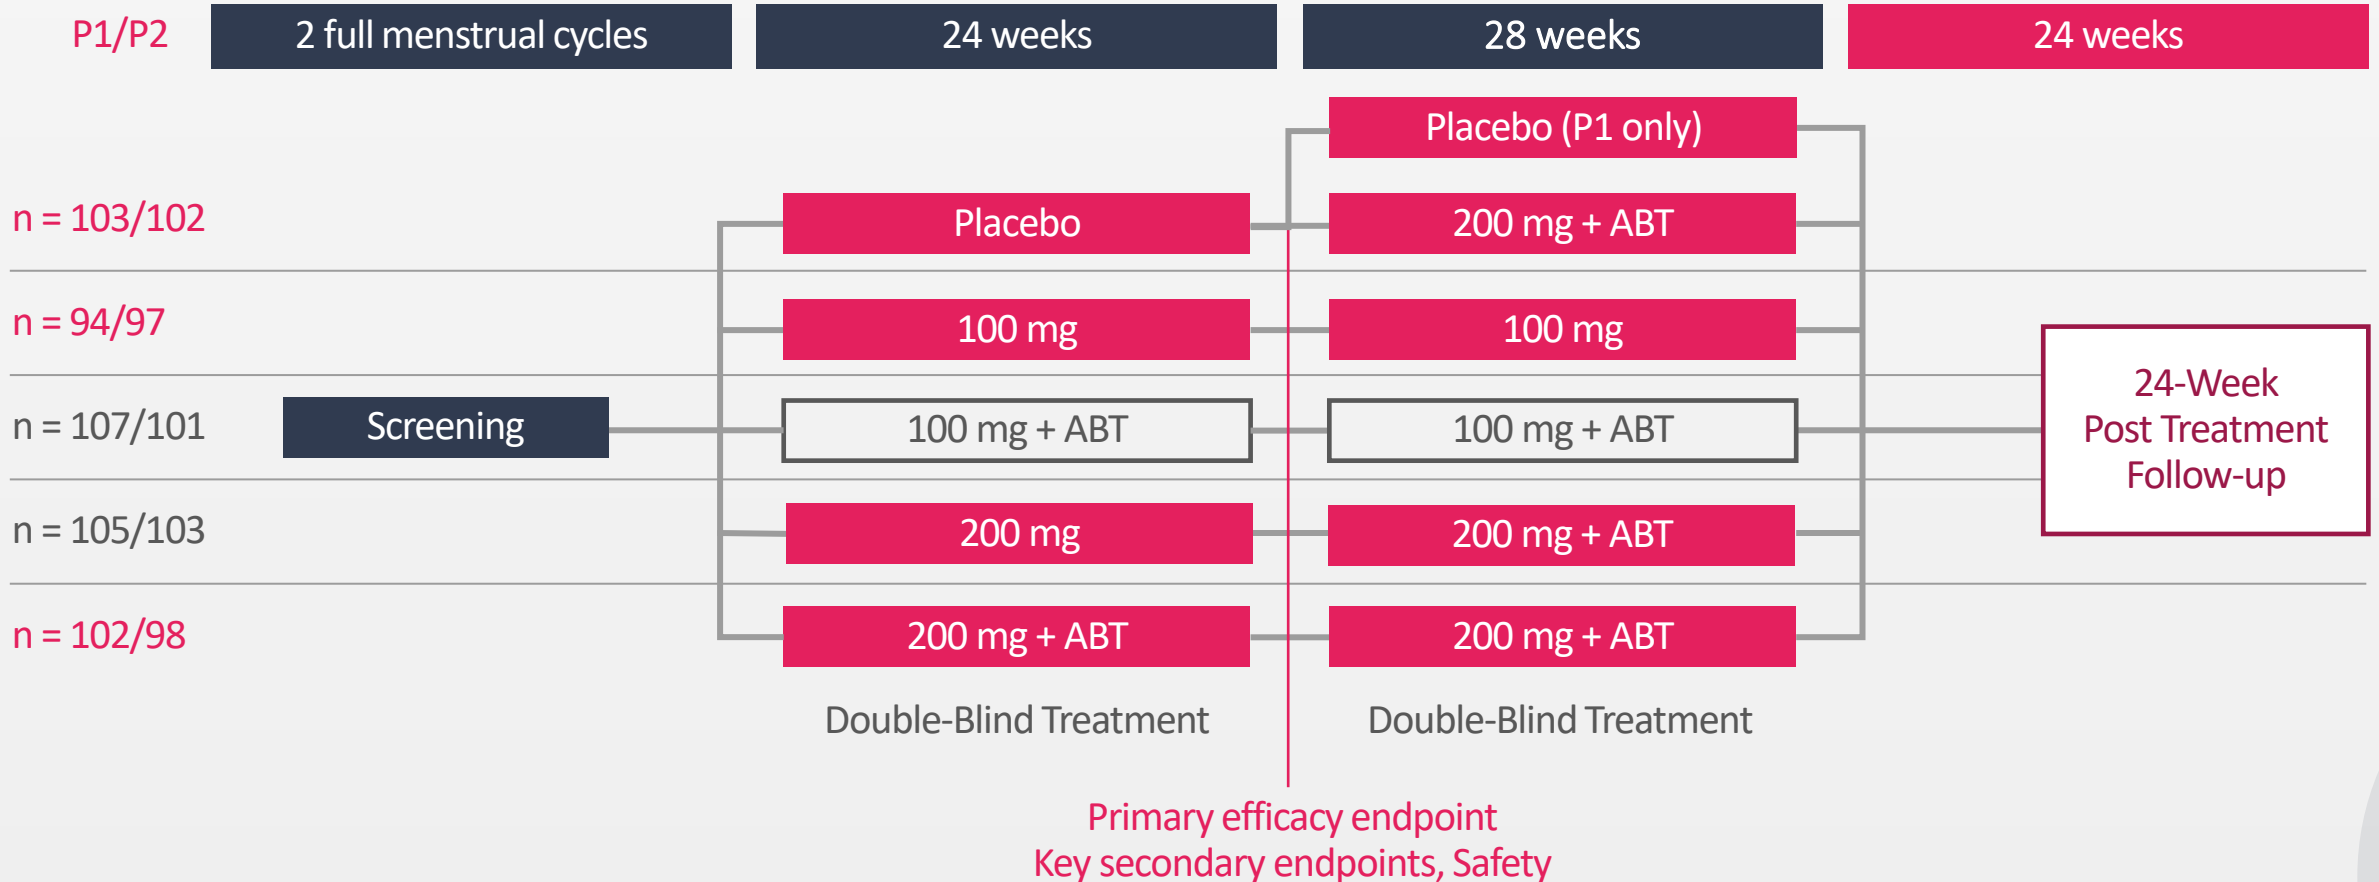 P1/P2
2 full menstrual cycles
24 weeks
28 weeks
24 weeks
Placebo (P1 only)
n = 103/102
Placebo
200 mg + ABT
n = 94/97
100 mg
100 mg
n = 107/101
Screening
100 mg + ABT
100 mg + ABT
24-Week
Post Treatment
Follow-up
n = 105/103
200 mg
200 mg + ABT
n = 102/98
200 mg + ABT
200 mg + ABT
Double-Blind Treatment
Double-Blind Treatment
Primary efficacy endpoint
Key secondary endpoints, Safety